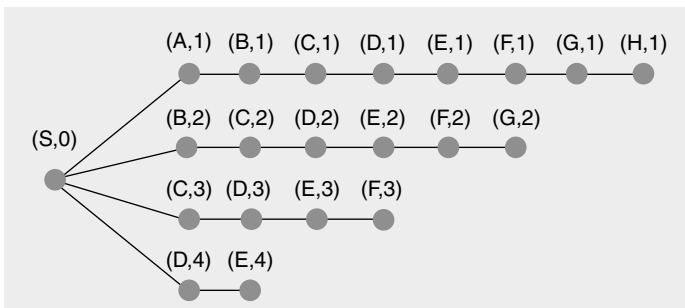 (A,1) (B,1) (C,1) (D,1) (E,1) (F,1) (G,1) (H,1)
(B,2) (C,2) (D,2) (E,2) (F,2) (G,2)
(S,0)
(C,3) (D,3) (E,3) (F,3)
(D,4) (E,4)